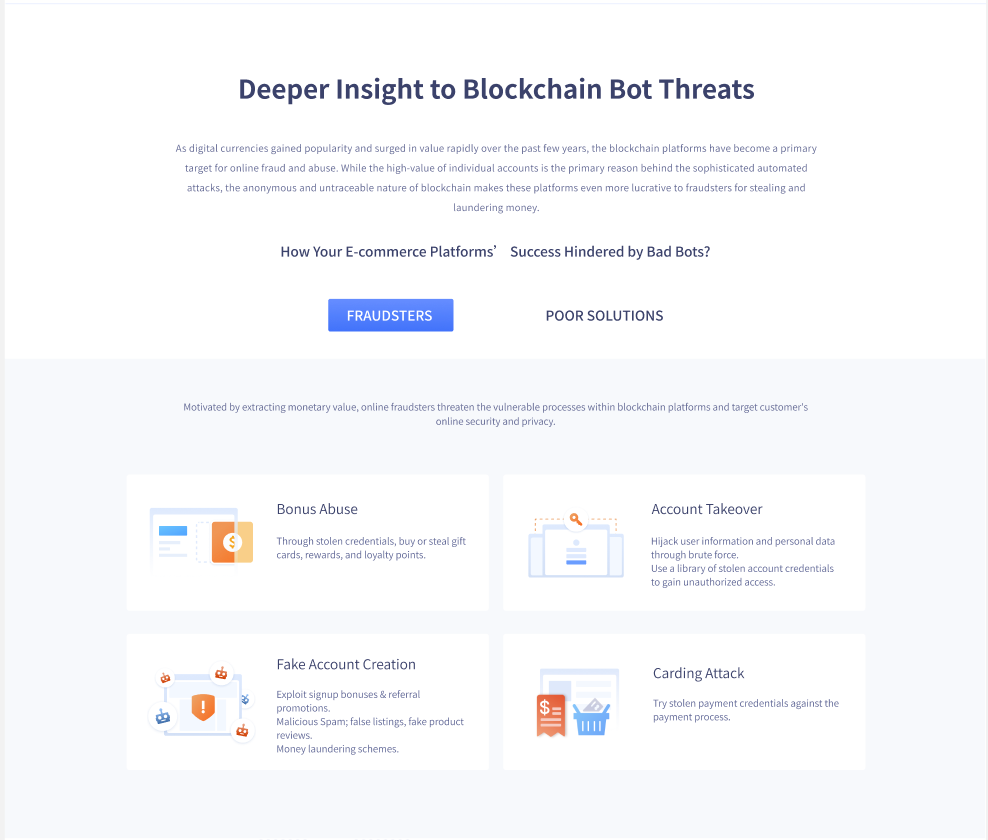 Deeper Insight to Blockchain Bot Threats
As digital currencies gained popularity and surged in value rapidly over the past few years, the blockchain platforms have become a primary
target for online fraud and abuse. While the high-value of individual accounts is the primary reason behind the sophisticated automated
attacks, the anonymous and untraceable nature of blockchain makes these platforms even more lucrative to fraudsters for stealing and
laundering money.
How Your E-commerce Platforms’ Success Hindered by Bad Bots?
FRAUDSTERS
POOR SOLUTIONS
Motivated by extracting monetary value, online fraudsters threaten the vulnerable processes within blockchain platforms and target customer's
online security and privacy.
Bonus Abuse
Through stolen credentials, buy or steal gift
cards, rewards, and loyalty points.
$
Account Takeover
Hijack user information and personal data
through brute force.
Use a library of stolen account credentials
to gain unauthorized access.
Fake Account Creation
Exploit signup bonuses & referral
promotions.
Malicious Spam; false listings, fake product
reviews.
Money laundering schemes.
!
Carding Attack
Try stolen payment credentials against the
payment process.
$